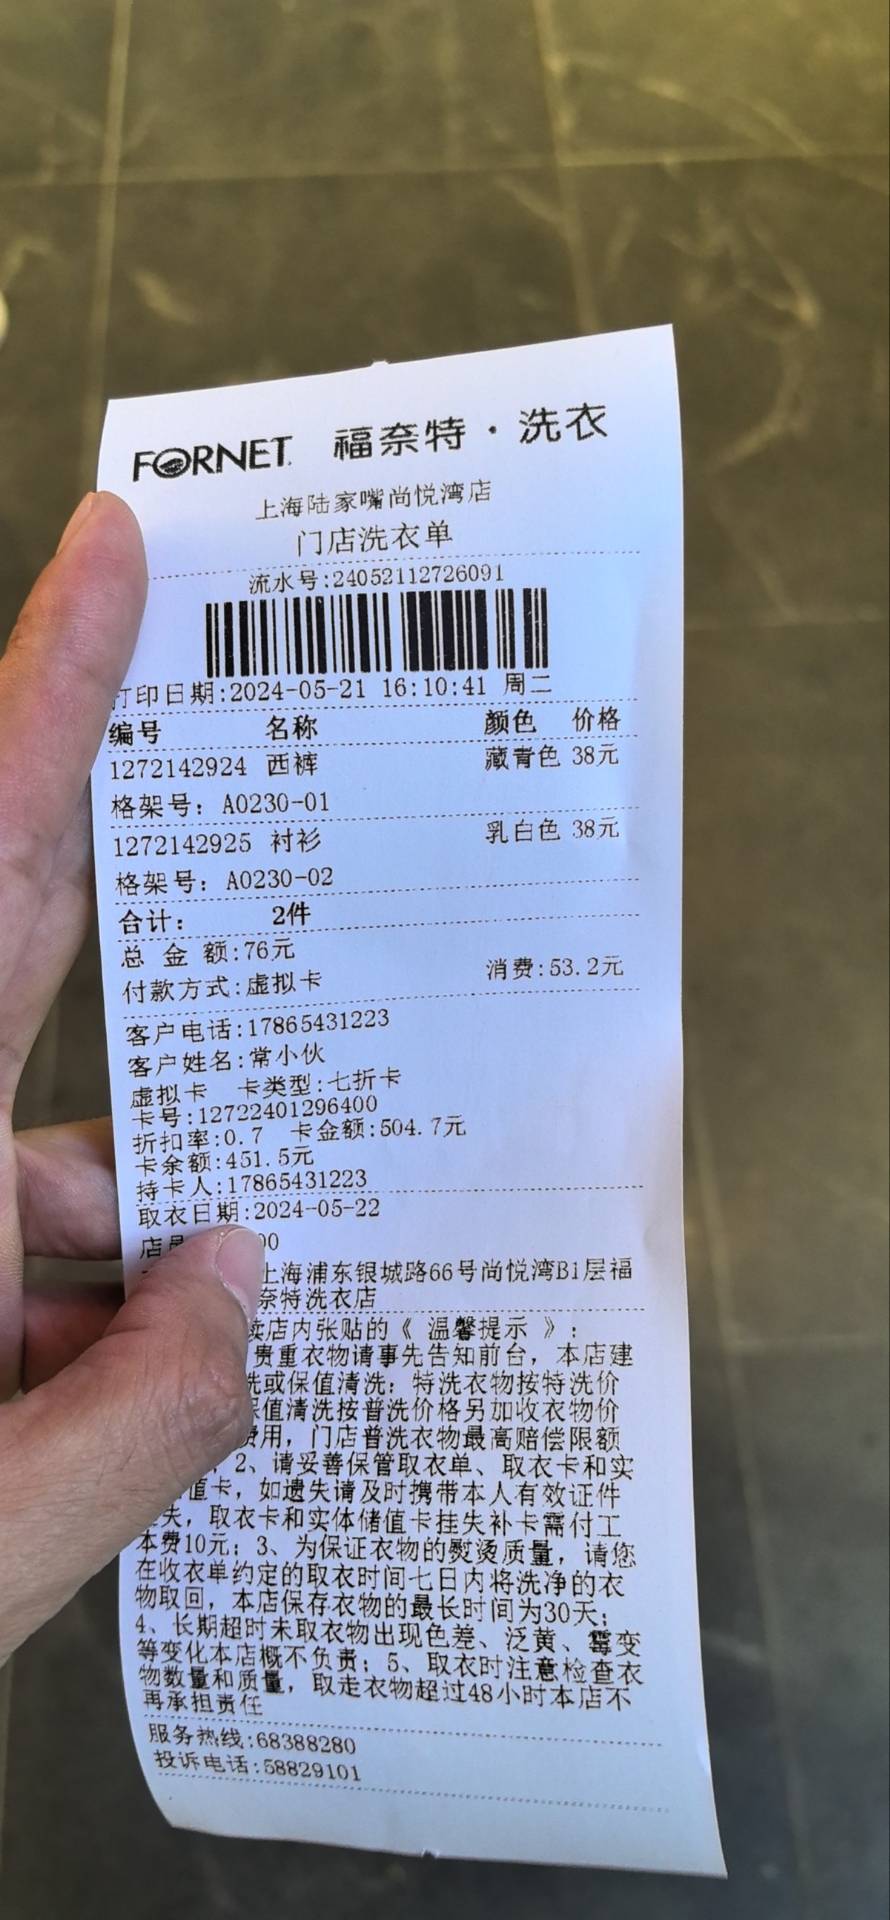 FORNET 福奈特·洗衣
上海陆家嘴尚悦湾店
门店洗衣单
流水号:24052112726091
打印日期:2024-05-21 16:10:41 周二
编号 名称 颜色 价格
1272142924 西裤 藏青色 38元
格架号: A0230-01
1272142925 衬衫 乳白色 38元
格架号: A0230-02
合计: 2件
总 金 额:76元
付款方式:虚拟卡 消费:53.2元
客户电话:17865431223
客户姓名:常小伙
虚拟卡 卡类型:七折卡
卡号:12722401296400
折扣率:0.7 卡金额:504.7元
卡余额:451.5元
持卡人:17865431223
取衣日期:2024-05-22
店员 00
上海浦东银城路66号尚悦湾B1层福
奈特洗衣店
读店内张贴的《 温馨提示 》:
贵重衣物请事先告知前台, 本店建
洗或保值清洗; 特洗衣物按特洗价
保值清洗按普洗价格另加收衣物价
费用, 门店普洗衣物最高赔偿限额
, 2、请妥善保管取衣单、取衣卡和实
值卡, 如遗失请及时携带本人有效证件
失, 取衣卡和实体储值卡挂失补卡需付工
本费10元; 3、为保证衣物的熨烫质量, 请您
在收衣单约定的取衣时间七日内将洗净的衣
物取回, 本店保存衣物的最长时间为30天;
4、长期超时未取衣物出现色差、泛黄、霉变
等变化本店概不负责; 5、取衣时注意检查衣
物数量和质量, 取走衣物超过48小时本店不
再承担责任
服务热线:68388280
投诉电话:58829101